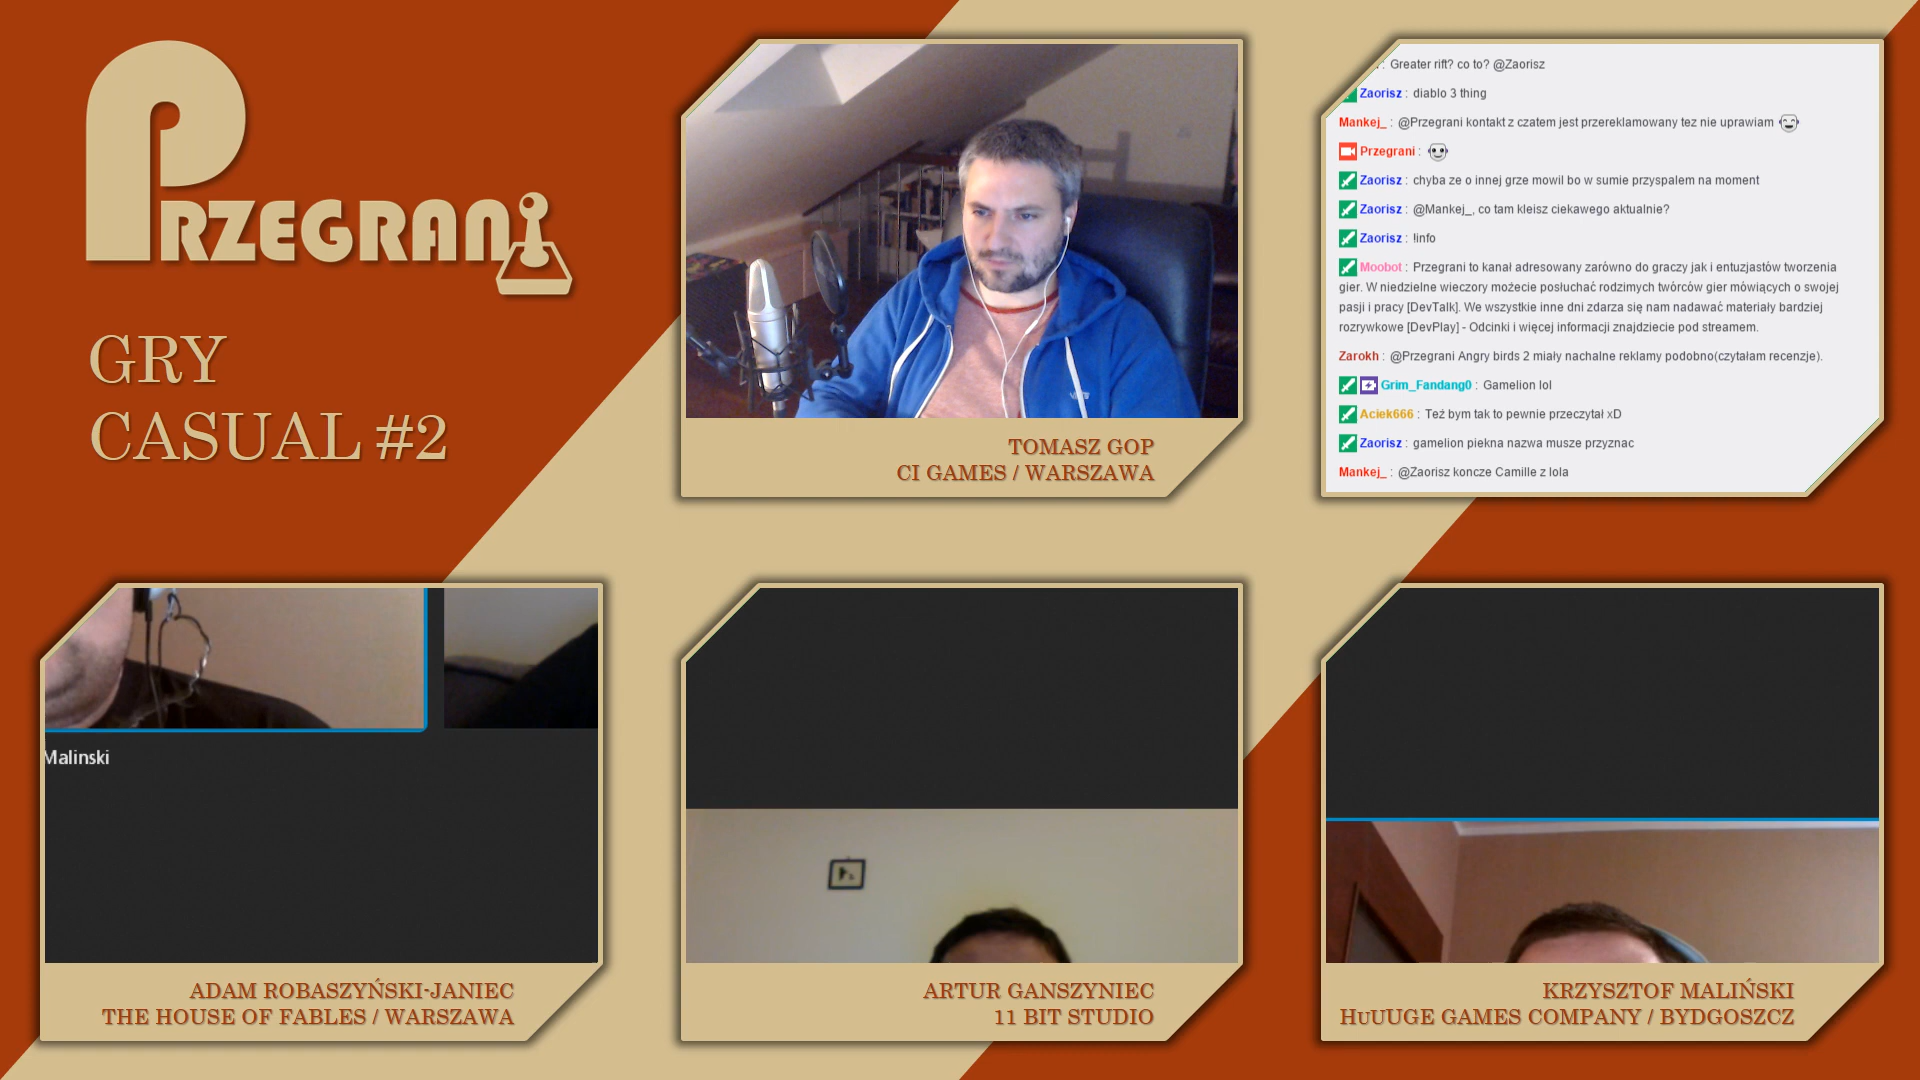 PRZEGRANI
GRY
CASUAL #2
TOMASZ GOP
CI GAMES / WARSZAWA
: Greater rift? co to? @Zaorisz
Zaorisz : diablo 3 thing
Mankej_ : @Przegrani kontakt z czatem jest przereklamowany tez nie uprawiam
Przegrani :
Zaorisz : chyba ze o innej grze mowil bo w sumie przyspalem na moment
Zaorisz : @Mankej_, co tam kleisz ciekawego aktualnie?
Zaorisz : !info
Moobot : Przegrani to kanał adresowany zarówno do graczy jak i entuzjastów tworzenia
gier. W niedzielne wieczory możecie posłuchać rodzimych twórców gier mówiących o swojej
pasji i pracy [DevTalk]. We wszystkie inne dni zdarza się nam nadawać materiały bardziej
rozrywkowe [DevPlay] - Odcinki i więcej informacji znajdziecie pod streamem.
Zarokh : @Przegrani Angry birds 2 miały nachalne reklamy podobno(czytałam recenzje).
Grim_Fandang0 : Gamelion lol
Aciek666 : Też bym tak to pewnie przeczytał xD
Zaorisz : gamelion piekna nazwa musze przyznac
Mankej_ : @Zaorisz koncze Camille z lola
Malinski
ADAM ROBASZYŃSKI-JANIEC
THE HOUSE OF FABLES / WARSZAWA
ARTUR GANSZYNIEC
11 BIT STUDIO
KRZYSZTOF MALIŃSKI
HuUUGE GAMES COMPANY / BYDGOSZCZ